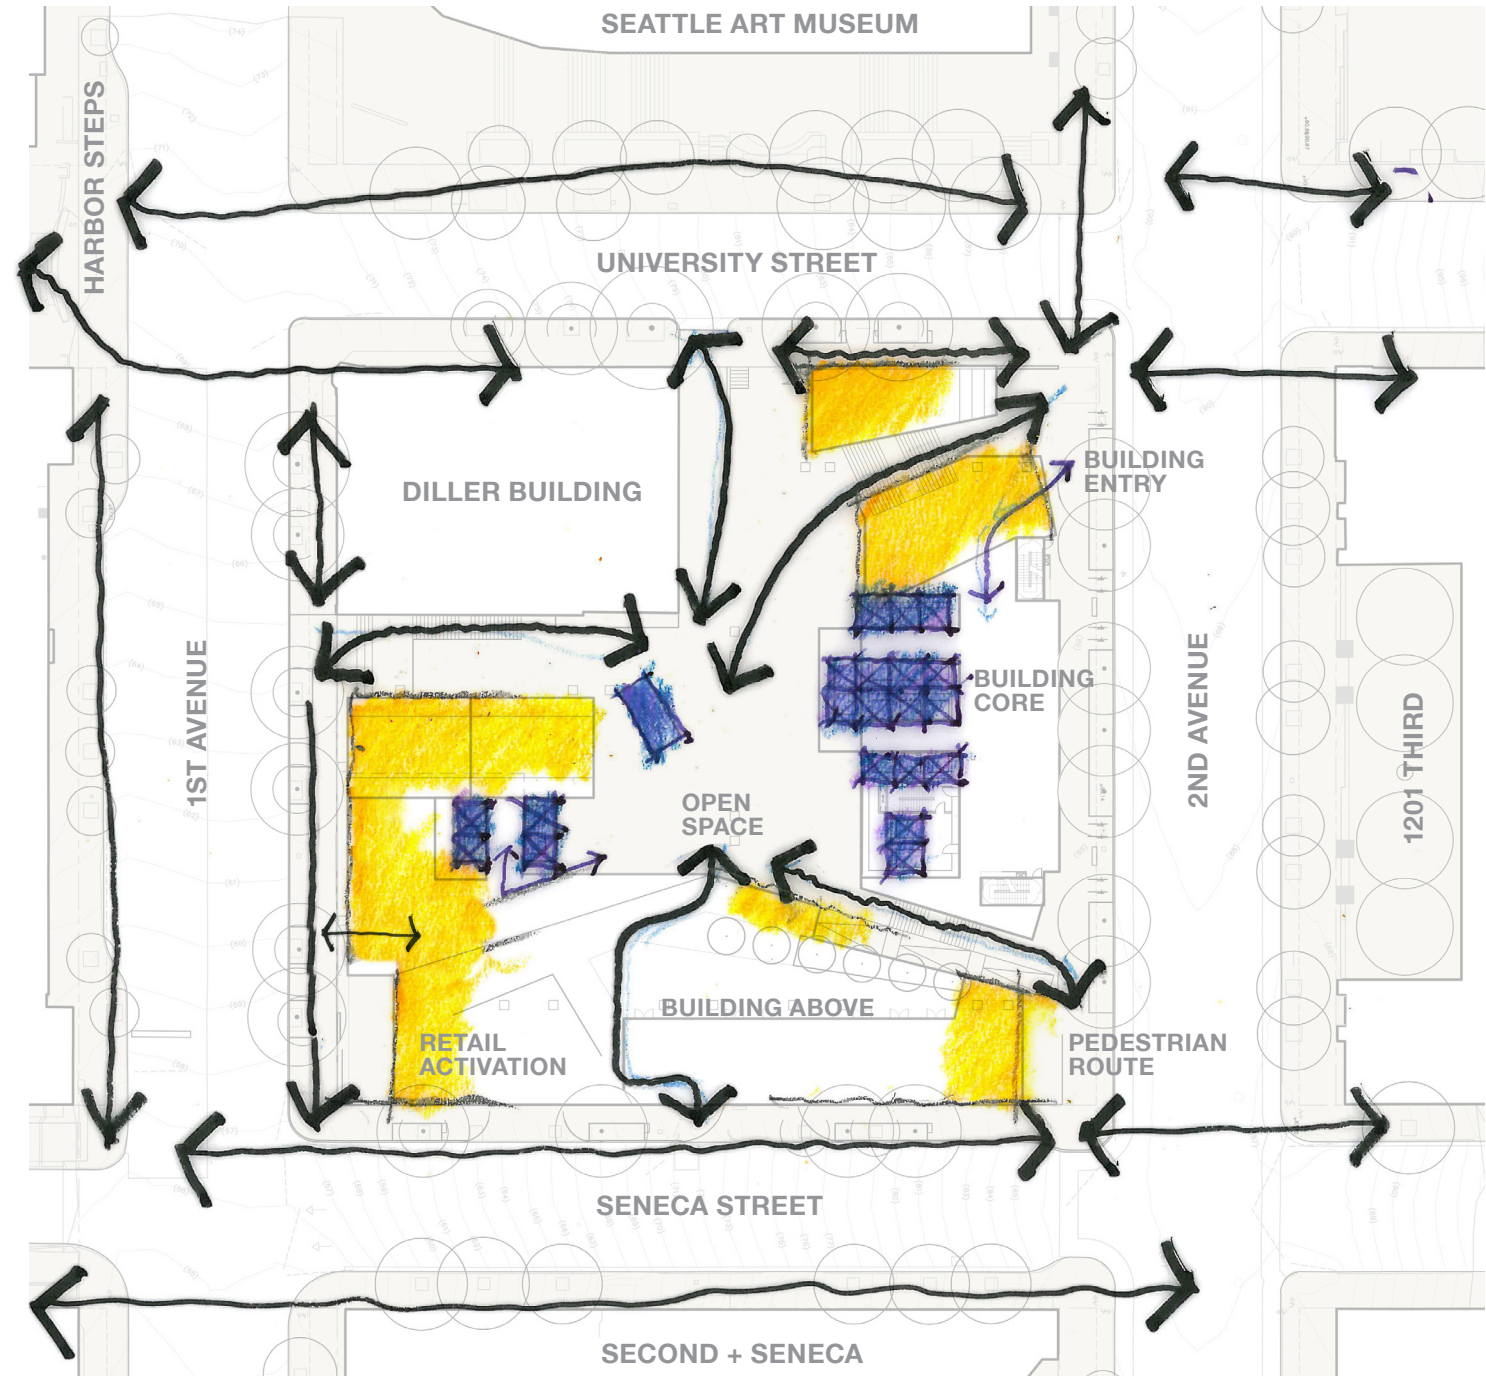 SEATTLE ART MUSEUM
HARBOR STEPS
UNIVERSITY STREET
DILLER BUILDING
BUILDING
ENTRY
1ST AVENUE
BUILDING
CORE
2ND AVENUE
1201 THIRD
OPEN
SPACE
BUILDING ABOVE
RETAIL
ACTIVATION
PEDESTRIAN
ROUTE
SENECA STREET
SECOND + SENECA